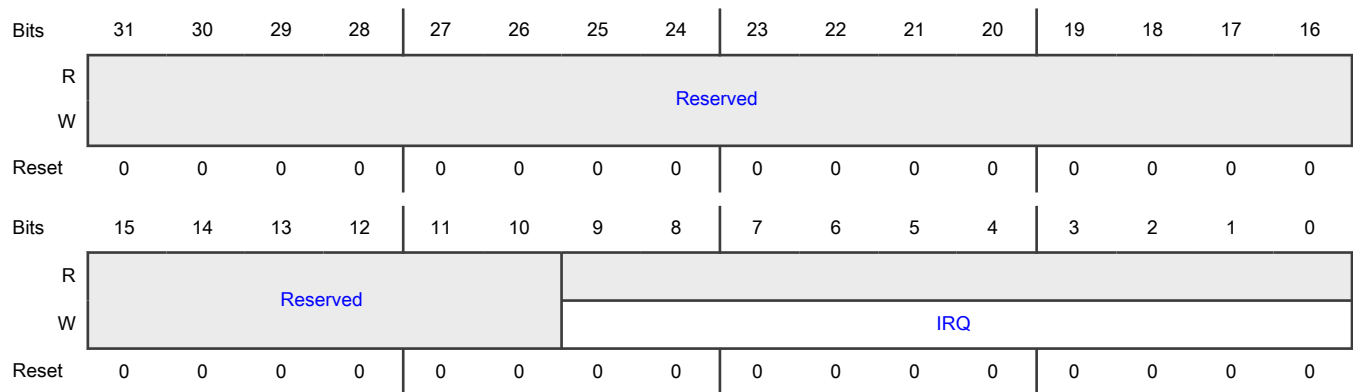 Bits 31 30 29 28 27 26 25 24 23 22 21 20 19 18 17 16
R
Reserved
W
Reset 0 0 0 0 0 0 0 0 0 0 0 0 0 0 0 0
Bits 15 14 13 12 11 10 9 8 7 6 5 4 3 2 1 0
R
Reserved
W IRQ
Reset 0 0 0 0 0 0 0 0 0 0 0 0 0 0 0 0